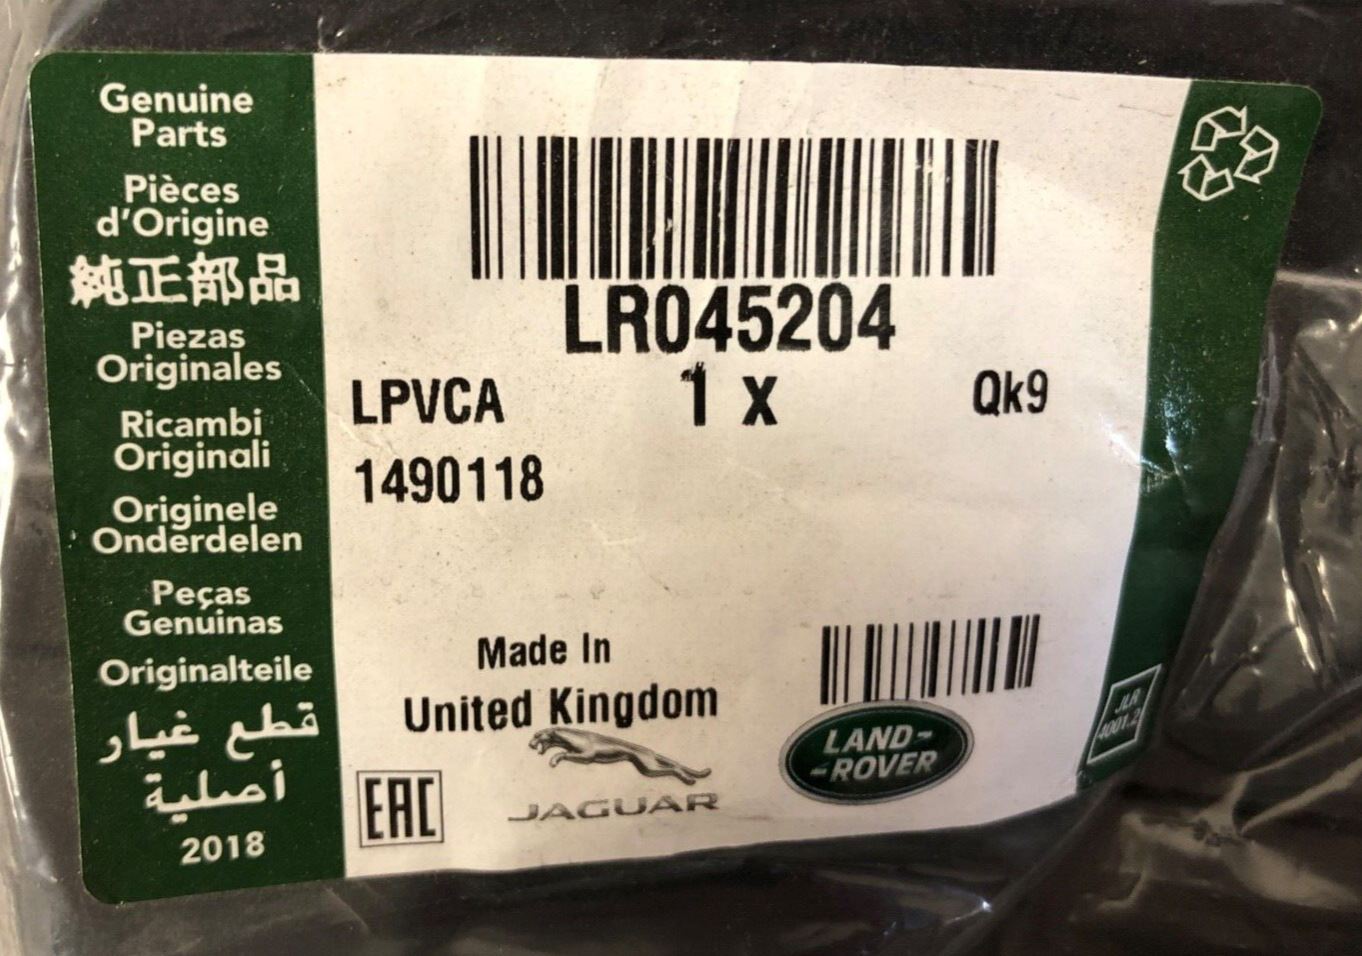 Genuine
Parts
Pièces
d'Origine
純正部品
Piezas
Originales
Ricambi
Originali
Originele
Onderdelen
Peças
Genuinas
Originalteile
قطع غيار
أصلية
2018
LR045204
LPVCA 1 x Qk9
1490118
Made In
United Kingdom
EAC
JAGUAR
LAND-
-ROVER
JLR
4001.2